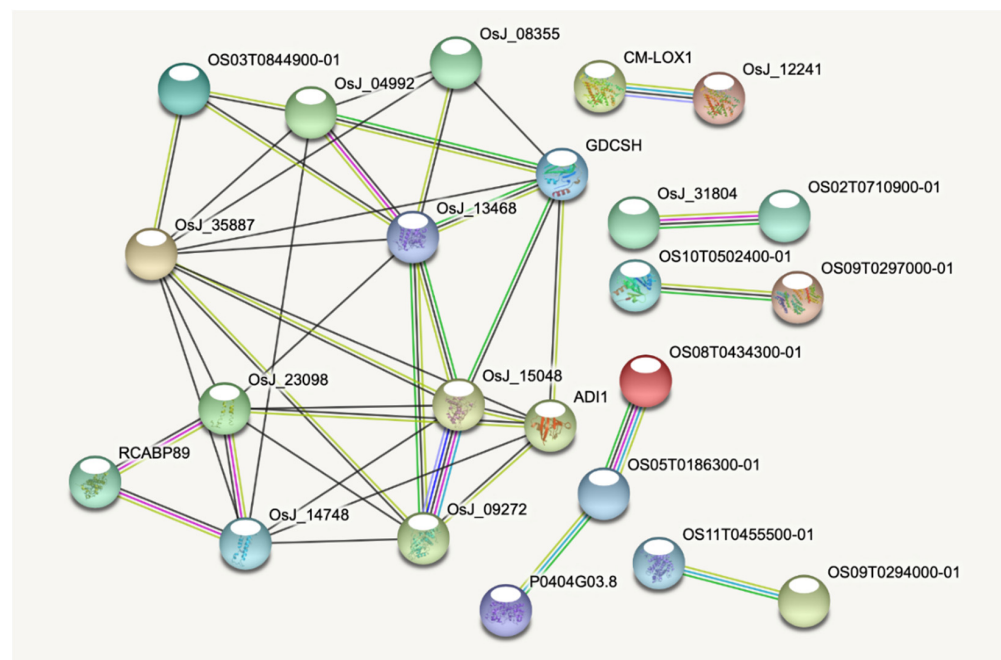 OsJ_08355
OS03T0844900-01
CM-LOX1
OsJ_12241
OsJ_04992
GDCSH
OsJ_31804
OS02T0710900-01
OsJ_13468
OsJ_35887
OS10T0502400-01
OS09T0297000-01
OS08T0434300-01
OsJ_15048
OsJ_23098
ADI1
RCABP89
OS05T0186300-01
OsJ_14748
OsJ_09272
OS11T0455500-01
P0404G03.8
OS09T0294000-01